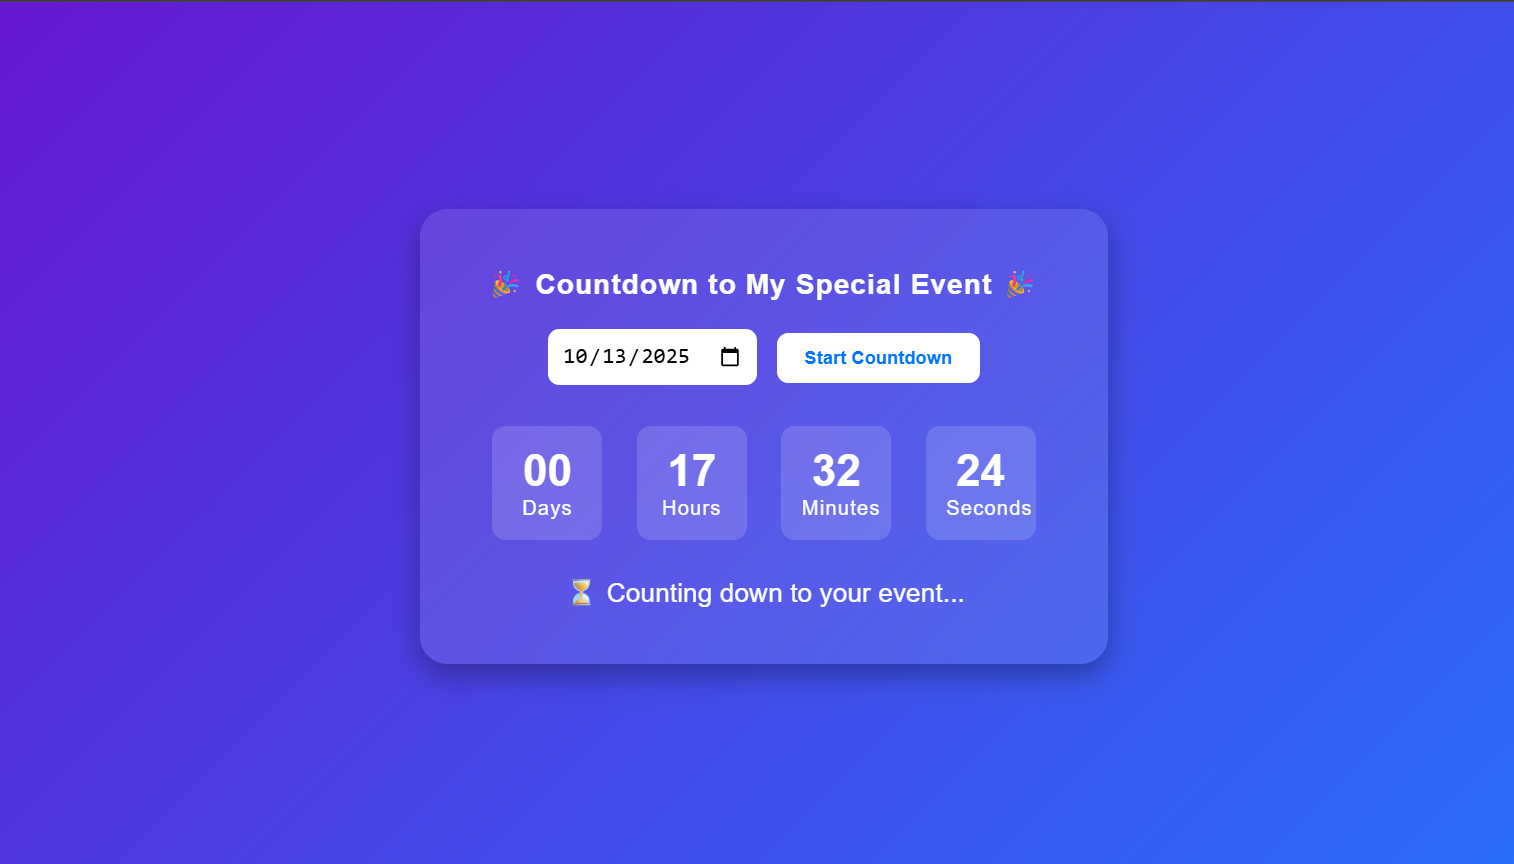 🎉 Countdown to My Special Event 🎉
10/13/2025 Start Countdown
00 17 32 24
Days Hours Minutes Seconds
⏳ Counting down to your event...